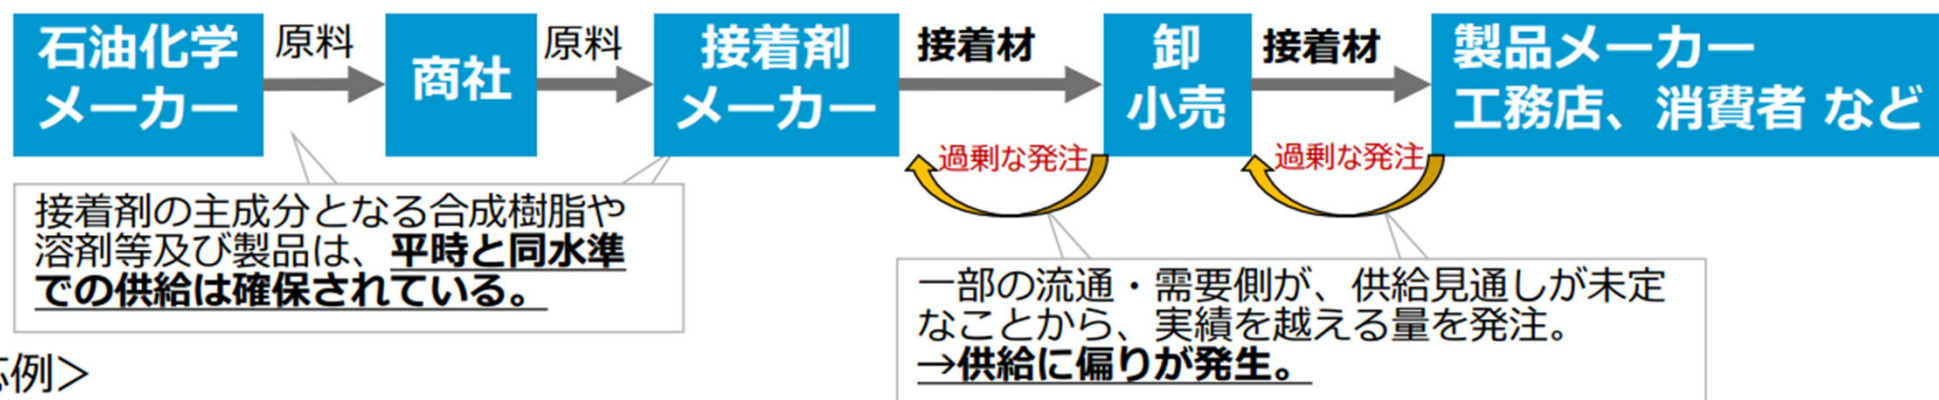 石油化学
メーカー
原料
商社
原料
接着剤
メーカー
接着材
卸
小売
接着材
製品メーカー
工務店、消費者 など
過剰な発注
過剰な発注
接着剤の主成分となる合成樹脂や
溶剤等及び製品は、平時と同水準
での供給は確保されている。
一部の流通・需要側が、供給見通しが未定
なことから、実績を越える量を発注。
→供給に偏りが発生。
応例＞